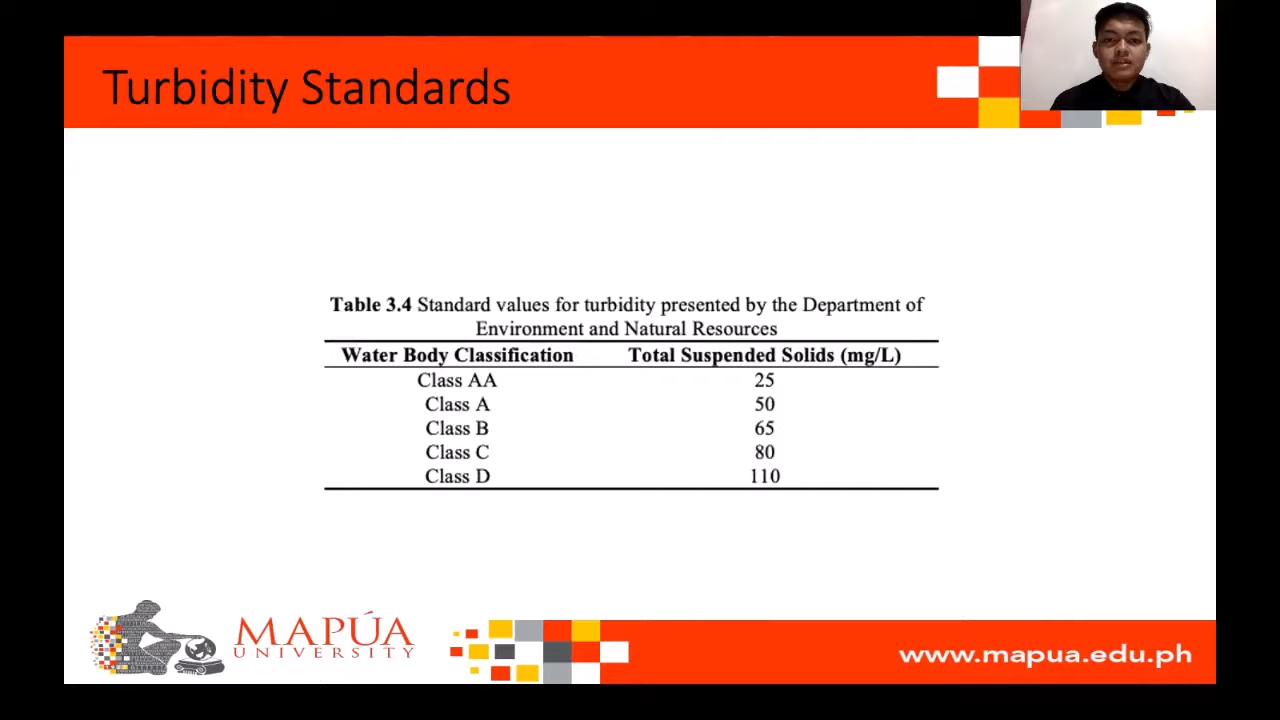 Turbidity Standards
Table 3.4 Standard values for turbidity presented by the Department of
Environment and Natural Resources
Water Body Classification Total Suspended Solids (mg/L)
Class AA 25
Class A 50
Class B 65
Class C 80
Class D 110
MAPÚA
UNIVERSITY
www.mapua.edu.ph